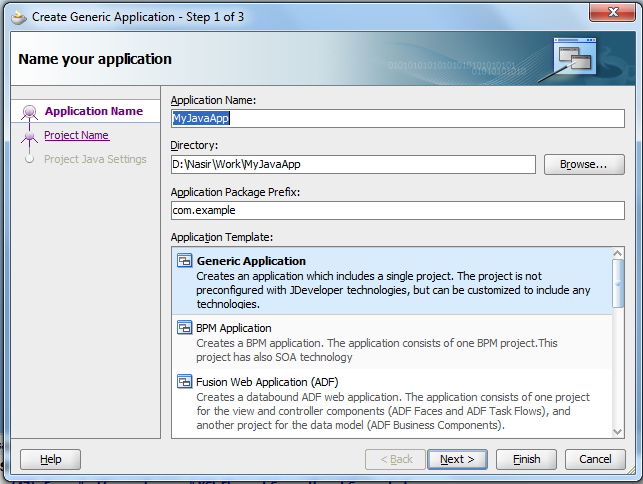 Create Generic Application - Step 1 of 3
Name your application
Application Name
Project Name
Project Java Settings
Application Name:
MyJavaApp
Directory:
D:\Nasir\Work\MyJavaApp
Browse...
Application Package Prefix:
com.example
Application Template:
Generic Application
Creates an application which includes a single project. The project is not
preconfigured with JDeveloper technologies, but can be customized to include any
technologies.
BPM Application
Creates a BPM application. The application consists of one BPM project.This
project has also SOA technology
Fusion Web Application (ADF)
Creates a databound ADF web application. The application consists of one project
for the view and controller components (ADF Faces and ADF Task Flows), and
another project for the data model (ADF Business Components).
Help
< Back
Next >
Finish
Cancel